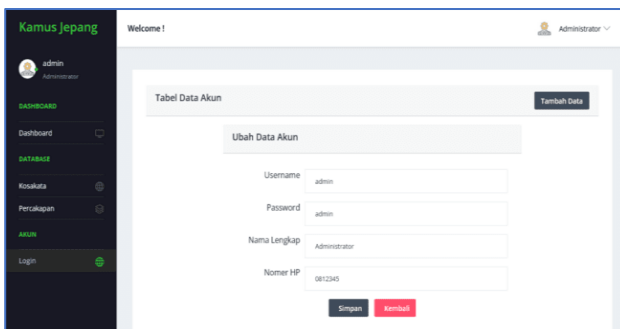 Kamus Jepang
Welcome !
Administrator
admin
Administrator
DASHBOARD
Dashboard
DATABASE
Kosakata
Percakapan
AKUN
Login
Tabel Data Akun
Tambah Data
Ubah Data Akun
Username
admin
Password
admin
Nama Lengkap
Administrator
Nomer HP
0812345
Simpan
Kembali